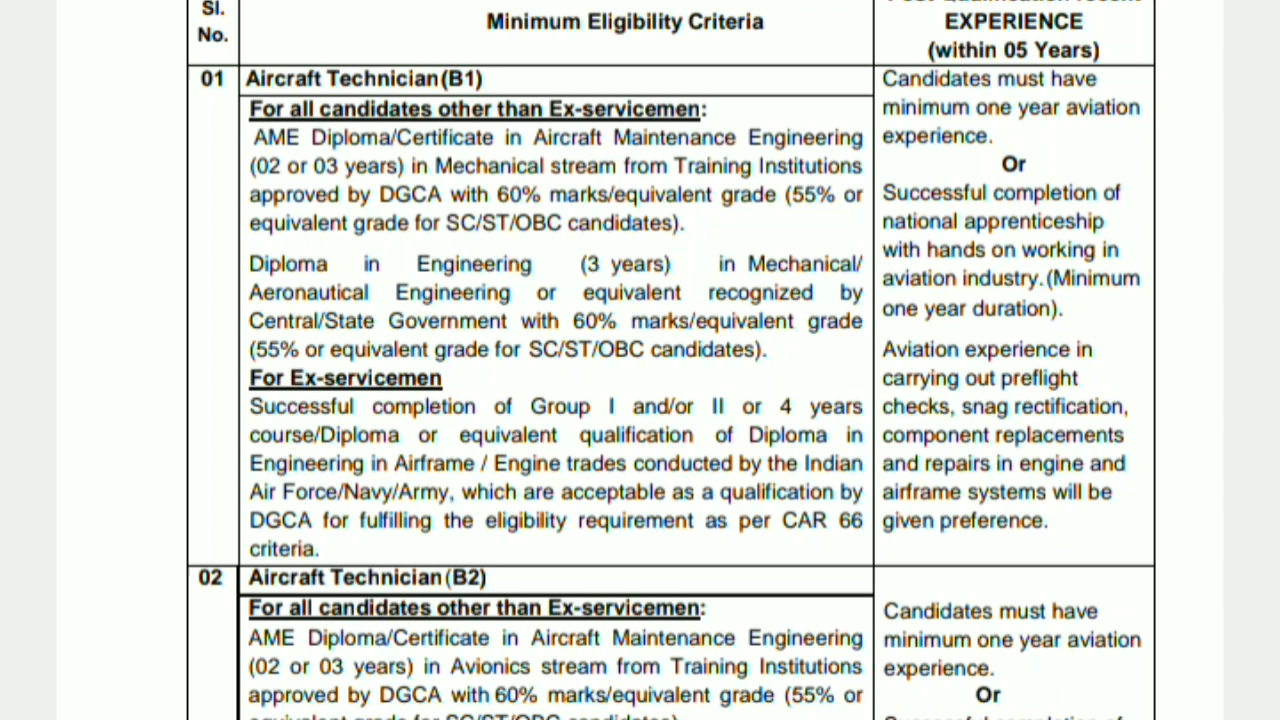 Sl.
No.
Minimum Eligibility Criteria
EXPERIENCE
(within 05 Years)
01
Aircraft Technician(B1)
For all candidates other than Ex-servicemen:
AME Diploma/Certificate in Aircraft Maintenance Engineering
(02 or 03 years) in Mechanical stream from Training Institutions
approved by DGCA with 60% marks/equivalent grade (55% or
equivalent grade for SC/ST/OBC candidates).
Diploma in Engineering (3 years) in Mechanical/
Aeronautical Engineering or equivalent recognized by
Central/State Government with 60% marks/equivalent grade
(55% or equivalent grade for SC/ST/OBC candidates).
For Ex-servicemen
Successful completion of Group I and/or II or 4 years
course/Diploma or equivalent qualification of Diploma in
Engineering in Airframe / Engine trades conducted by the Indian
Air Force/Navy/Army, which are acceptable as a qualification by
DGCA for fulfilling the eligibility requirement as per CAR 66
criteria.
Candidates must have
minimum one year aviation
experience.
Or
Successful completion of
national apprenticeship
with hands on working in
aviation industry.(Minimum
one year duration).
Aviation experience in
carrying out preflight
checks, snag rectification,
component replacements
and repairs in engine and
airframe systems will be
given preference.
02
Aircraft Technician(B2)
For all candidates other than Ex-servicemen:
AME Diploma/Certificate in Aircraft Maintenance Engineering
(02 or 03 years) in Avionics stream from Training Institutions
approved by DGCA with 60% marks/equivalent grade (55% or
Candidates must have
minimum one year aviation
experience.
Or